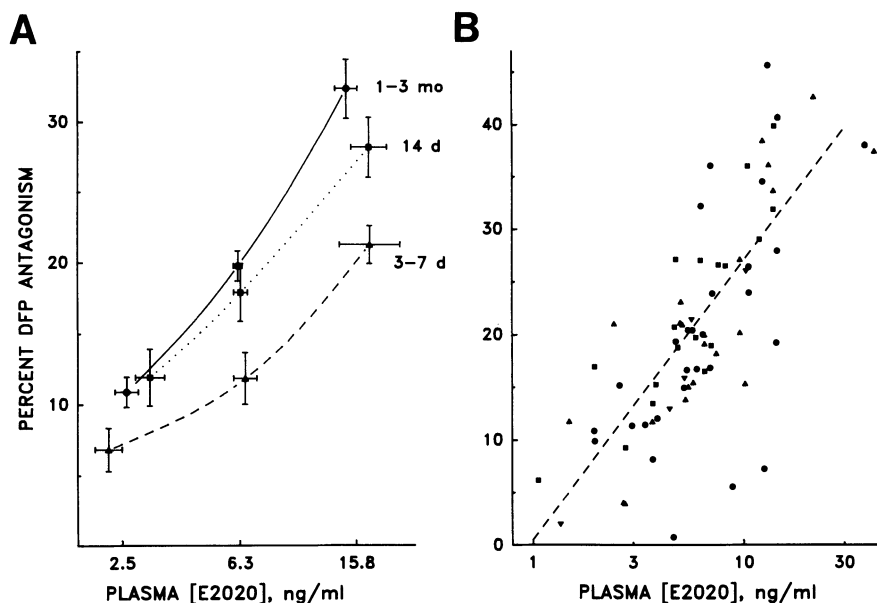 A
PERCENT DFP ANTAGONISM
30
20
10
1–3 mo
14 d
3–7 d
2.5 6.3 15.8
PLASMA [E2020], ng/ml
B
40
30
20
10
0
1 3 10 30
PLASMA [E2020], ng/ml